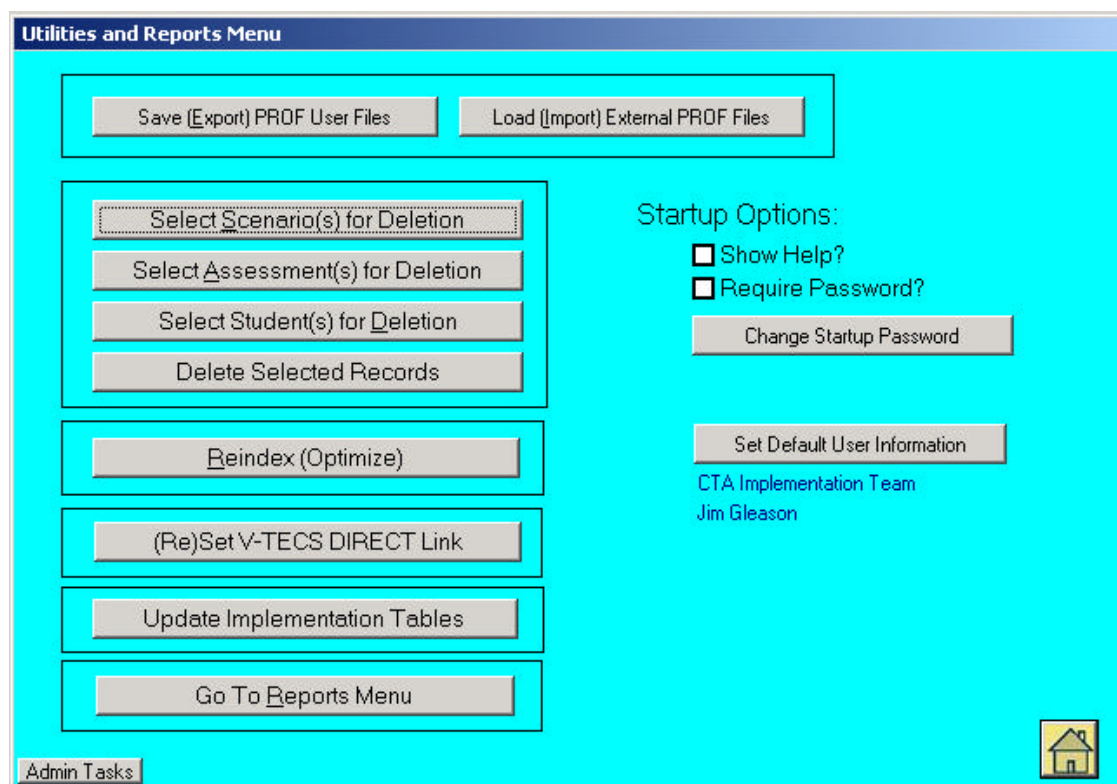 Utilities and Reports Menu
Save (Export) PROF User Files
Load (Import) External PROF Files
Select Scenario(s) for Deletion
Select Assessment(s) for Deletion
Select Student(s) for Deletion
Delete Selected Records
Startup Options:
Show Help?
Require Password?
Change Startup Password
Reindex (Optimize)
Set Default User Information
CTA Implementation Team
Jim Gleason
(Re)Set V-TECS DIRECT Link
Update Implementation Tables
Go To Reports Menu
Admin Tasks